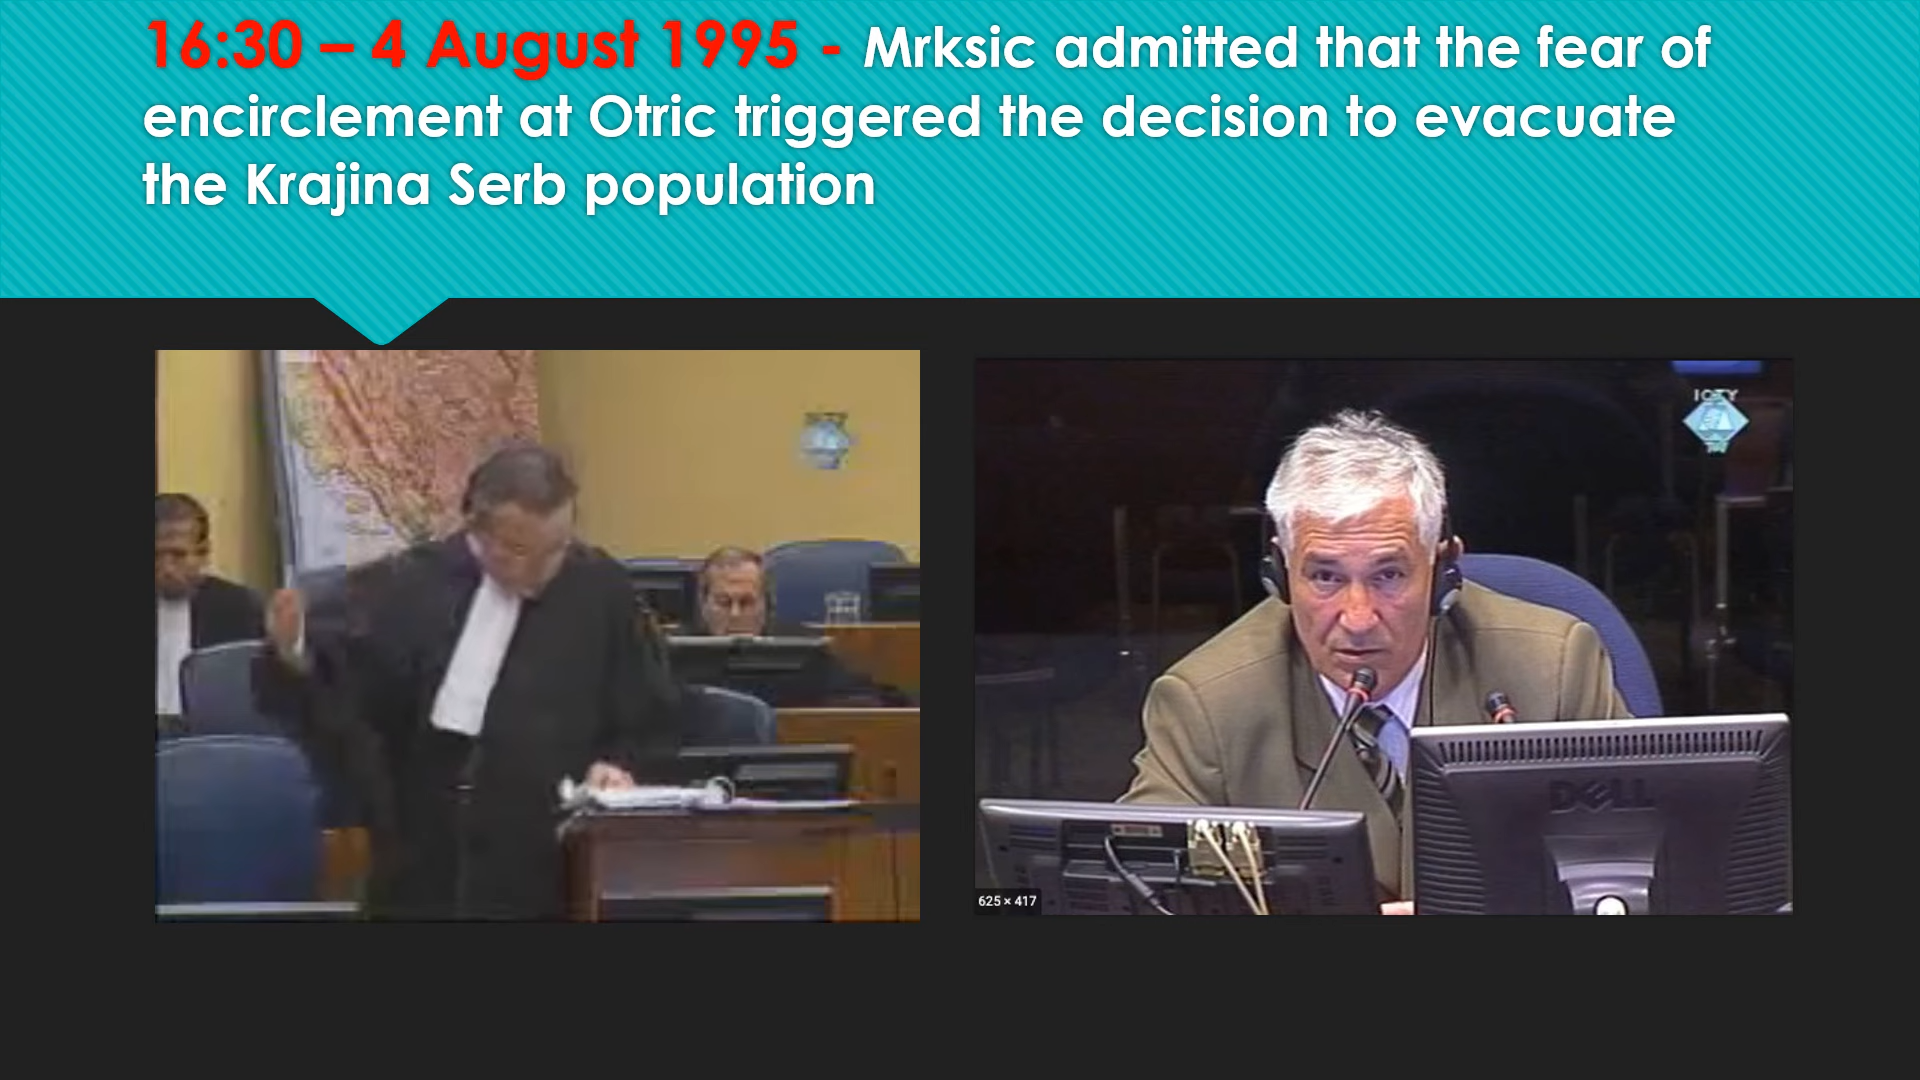 16:30 – 4 August 1995 - Mrksic admitted that the fear of
encirclement at Otric triggered the decision to evacuate
the Krajina Serb population
ICTY
DELL
625 × 417